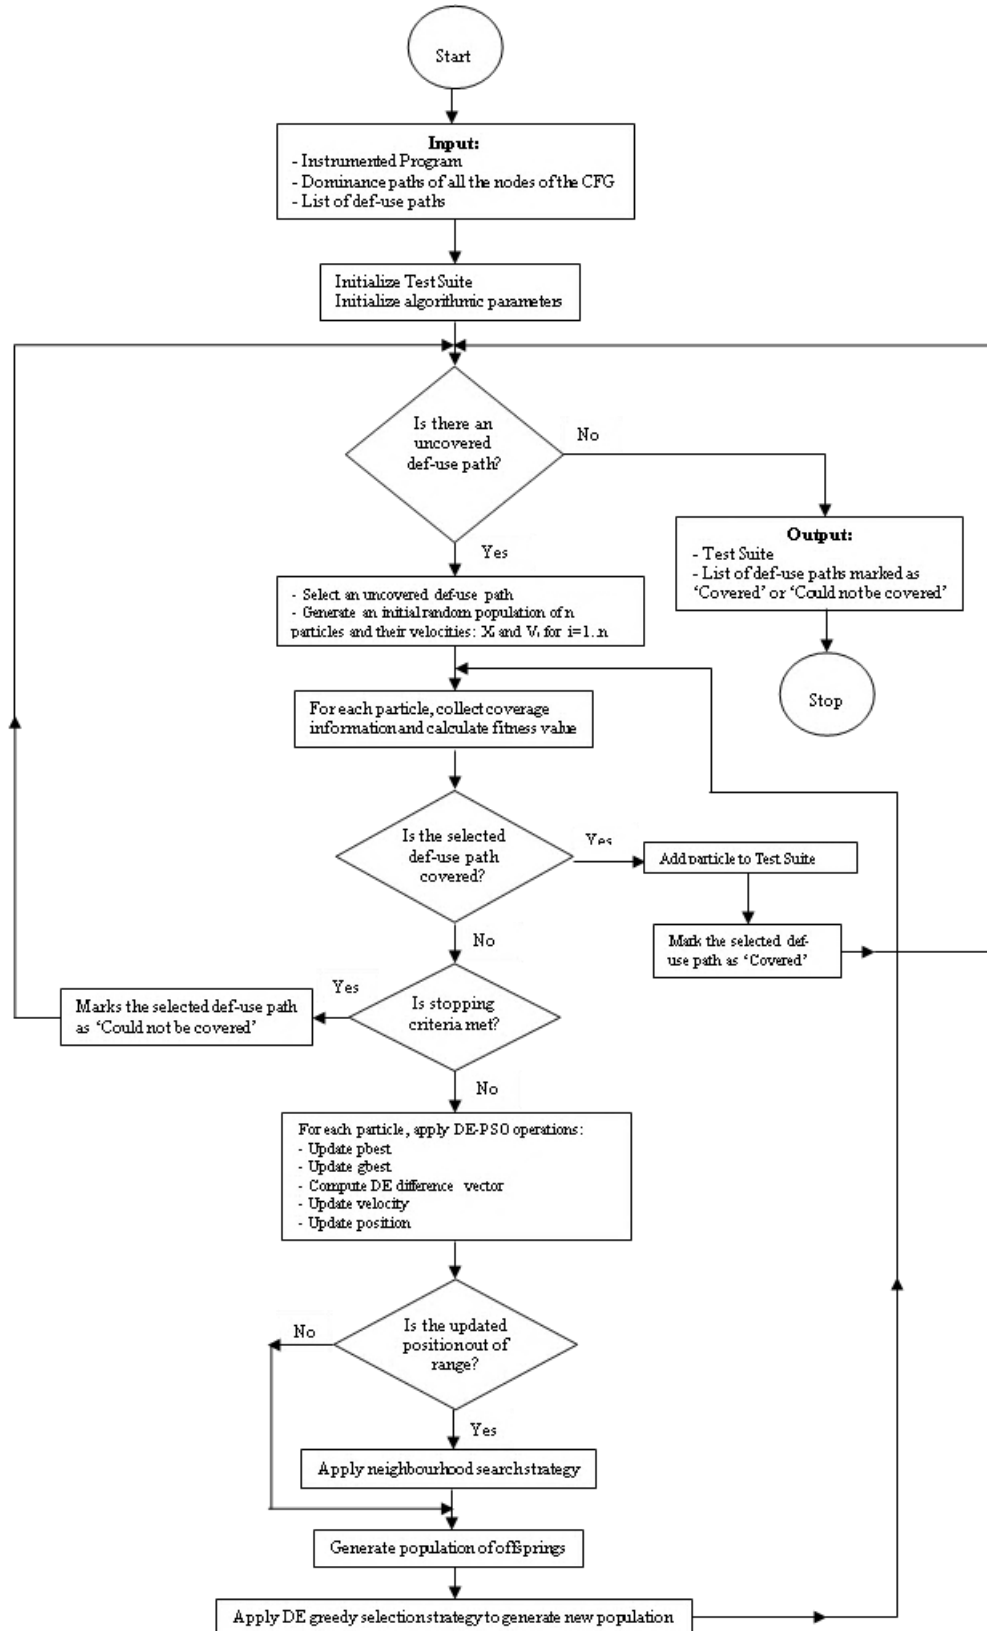 Start
Input:
- Instrumented Program
- Dominance paths of all the nodes of the CFG
- List of def-use paths
Initialize Test Suite
Initialize algorithmic parameters
Is there an
uncovered
def-use path?
No
Yes
Output:
- Test Suite
- List of def-use paths marked as
‘Covered’ or ‘Could not be covered’
Stop
- Select an uncovered def-use path
- Generate an initial random population of n
particles and their velocities: Xi and Vi for i=1..n
For each particle, collect coverage
information and calculate fitness value
Is the selected
def-use path
covered?
Yes
Add particle to Test Suite
Mark the selected def-
use path as ‘Covered’
No
Is stopping
criteria met?
Yes
Marks the selected def-use path
as ‘Could not be covered’
No
For each particle, apply DE-PSO operations:
- Update pbest
- Update gbest
- Compute DE difference vector
- Update velocity
- Update position
Is the updated
position out of
range?
No
Yes
Apply neighbourhood search strategy
Generate population of offsprings
Apply DE greedy selection strategy to generate new population